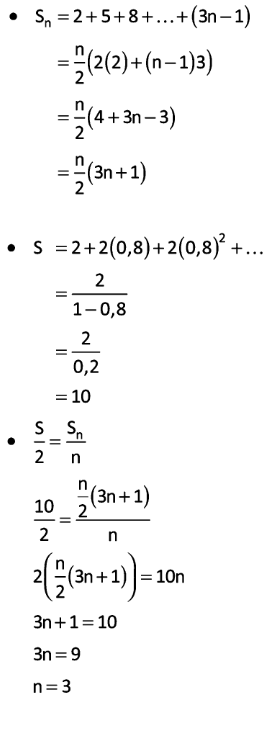 • Sₙ = 2 + 5 + 8 + ... + (3n − 1)
= n/2 (2(2) + (n − 1)3)
= n/2 (4 + 3n − 3)
= n/2 (3n + 1)
• S = 2 + 2(0,8) + 2(0,8)² + ...
= 2/(1 − 0,8)
= 2/0,2
= 10
• S/2 = Sₙ/n
10/2 = (n/2 (3n + 1))/n
2(n/2 (3n + 1)) = 10n
3n + 1 = 10
3n = 9
n = 3